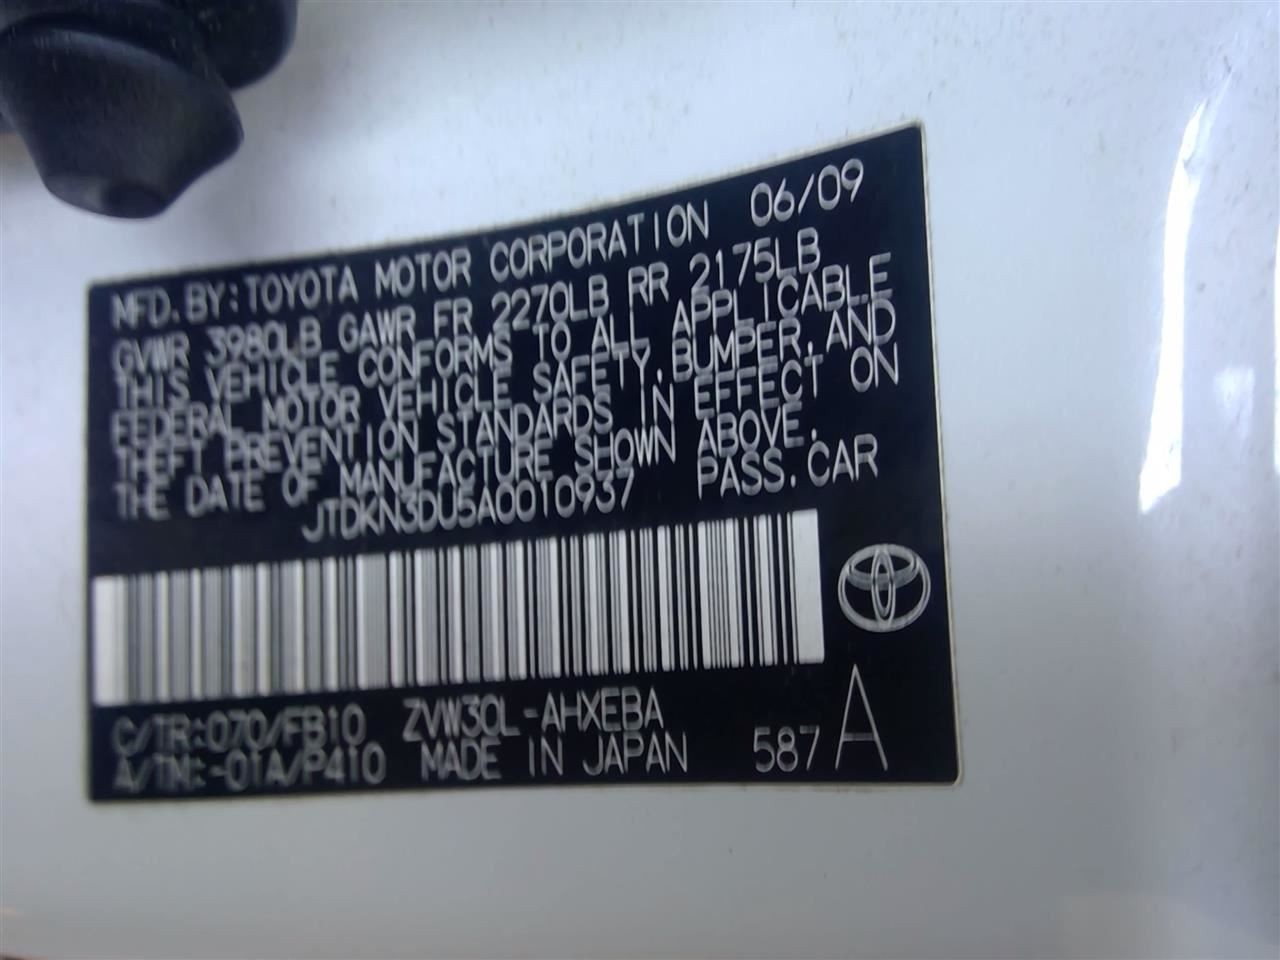 MFD. BY: TOYOTA MOTOR CORPORATION 06/09
GVWR 3980LB GAWR FR 2270LB RR 2175LB
THIS VEHICLE CONFORMS TO ALL APPLICABLE
FEDERAL MOTOR VEHICLE SAFETY, BUMPER, AND
THEFT PREVENTION STANDARDS IN EFFECT ON
THE DATE OF MANUFACTURE SHOWN ABOVE.
JTDKN3DU5A0010937 PASS. CAR
C/TR:070/FB10 ZVW30L-AHXEBA
A/TM:-01A/P410 MADE IN JAPAN 587 A